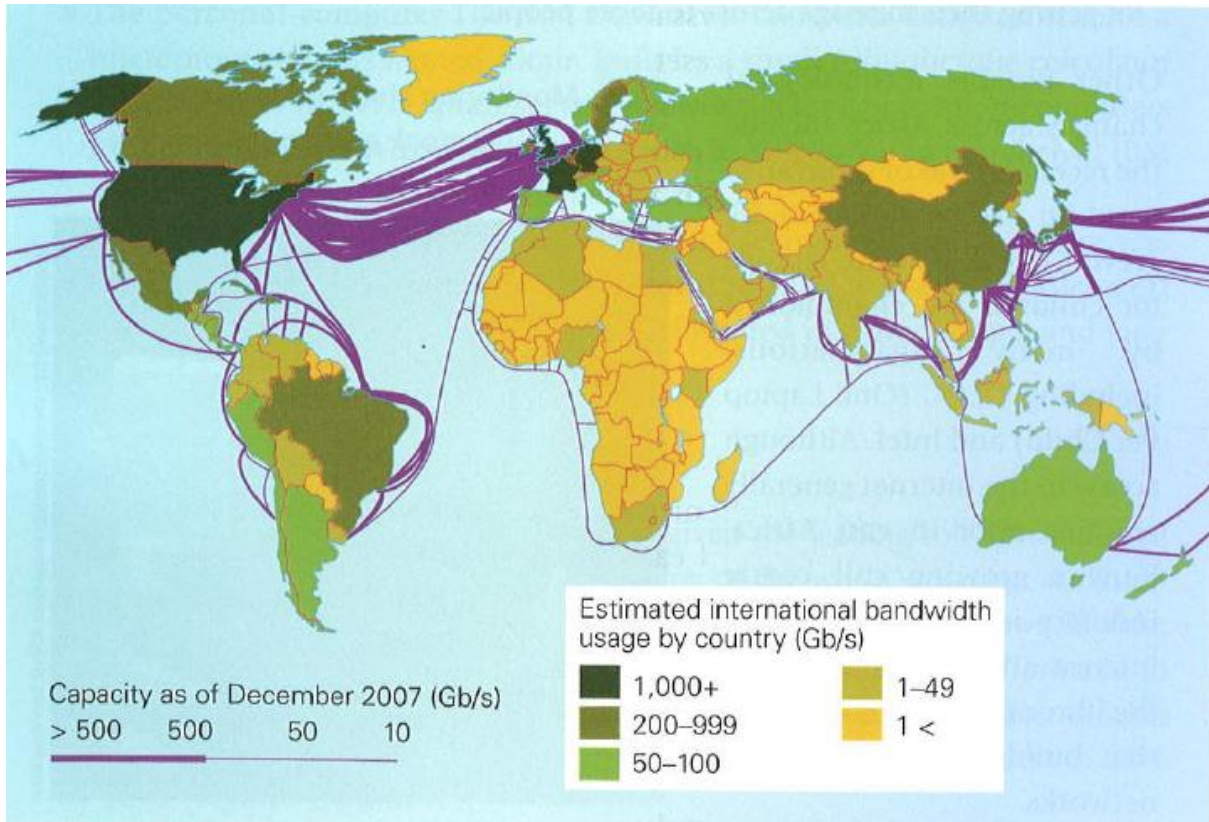 Estimated international bandwidth
usage by country (Gb/s)
1,000+
200–999
50–100
1–49
1 <
Capacity as of December 2007 (Gb/s)
> 500 500 50 10